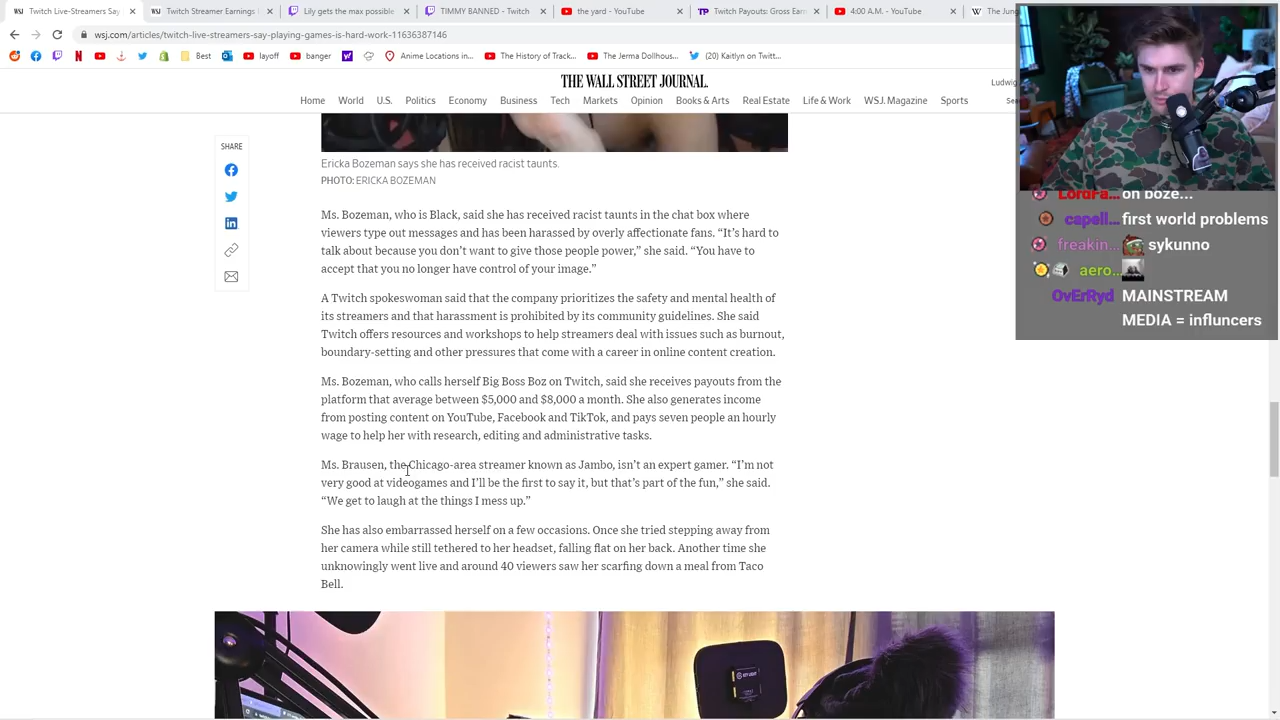 Twitch Live-Streamers Say
Twitch Streamer Earnings
Lily gets the max possible
TIMMY BANNED - Twitch
the yard - YouTube
Twitch Payouts: Gross Earn
4:00 A.M. - YouTube
The Jung
wsj.com/articles/twitch-live-streamers-say-playing-games-is-hard-work-11636387146
Best
layoff
banger
Anime Locations in...
The History of Track...
The Jerma Dollhous...
(20) Kaitlyn on Twitt...
THE WALL STREET JOURNAL.
Ludwig
Home World U.S. Politics Economy Business Tech Markets Opinion Books & Arts Real Estate Life & Work WSJ. Magazine Sports
SHARE
Ericka Bozeman says she has received racist taunts.
PHOTO: ERICKA BOZEMAN
Ms. Bozeman, who is Black, said she has received racist taunts in the chat box where
viewers type messages and has been harassed by overly affectionate fans. “It’s hard to
talk about because you don’t want to give those people power,” she said. “You have to
accept that you no longer have control of your image.”
A Twitch spokeswoman said that the company prioritizes the safety and mental health of
its streamers and that harassment is prohibited by its community guidelines. She said
Twitch offers resources and workshops to help streamers deal with issues such as burnout,
boundary-setting and other pressures that come with a career in online content creation.
Ms. Bozeman, who calls herself Big Boss Boz on Twitch, said she receives payouts from the
platform that average between $5,000 and $8,000 a month. She also generates income
from posting content on YouTube, Facebook and TikTok, and pays seven people an hourly
wage to help her with research, editing and administrative tasks.
Ms. Brausen, the Chicago-area streamer known as Jambo, isn’t an expert gamer. “I’m not
very good at videogames and I’ll be the first to say it, but that’s part of the fun,” she said.
“We get to laugh at the things I mess up.”
She has also embarrassed herself on a few occasions. Once she tried stepping away from
her camera while still tethered to her headset, falling flat on her back. Another time she
unknowingly went live and around 40 viewers saw her scarfing down a meal from Taco
Bell.
LordFa... on boze...
capell... first world problems
freakin... sykunno
aero...
OvErRyd MAINSTREAM
MEDIA = influncers